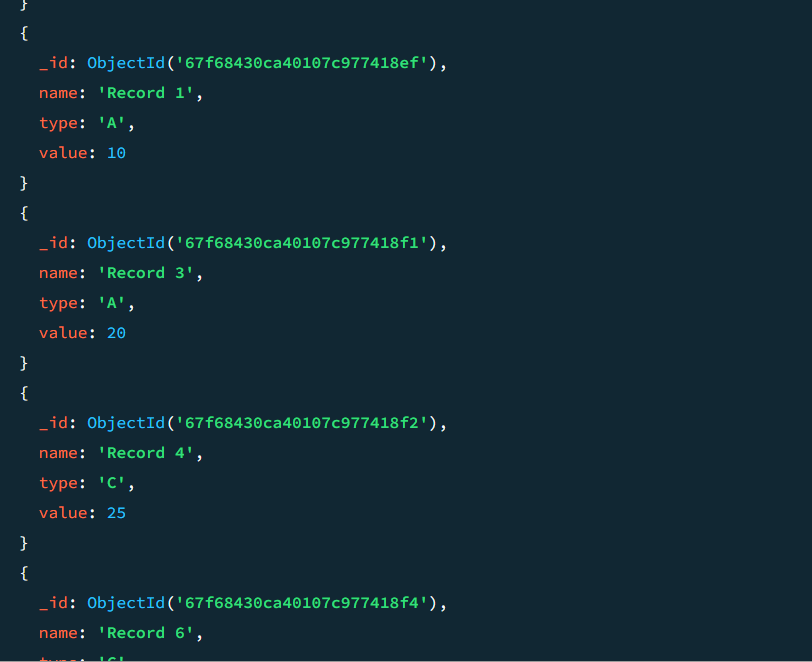 }
{
  _id: ObjectId('67f68430ca40107c977418ef'),
  name: 'Record 1',
  type: 'A',
  value: 10
}
{
  _id: ObjectId('67f68430ca40107c977418f1'),
  name: 'Record 3',
  type: 'A',
  value: 20
}
{
  _id: ObjectId('67f68430ca40107c977418f2'),
  name: 'Record 4',
  type: 'C',
  value: 25
}
{
  _id: ObjectId('67f68430ca40107c977418f4'),
  name: 'Record 6',